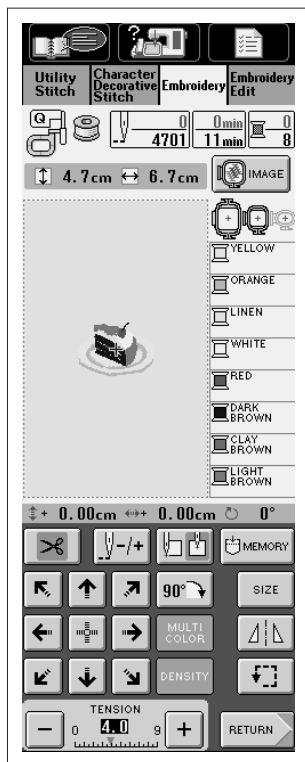 ?
Utility
Stitch
Character
Decorative
Stitch
Embroidery
Embroidery
Edit
Q
0
4701
0min
11min
0
8
4.7cm 6.7cm
IMAGE
YELLOW
ORANGE
LINEN
WHITE
RED
DARK
BROWN
CLAY
BROWN
LIGHT
BROWN
+ 0.00cm + 0.00cm 0°
-/+
MEMORY
90°
SIZE
MULTI
COLOR
DENSITY
TENSION
- 0 4.0 9 +
RETURN